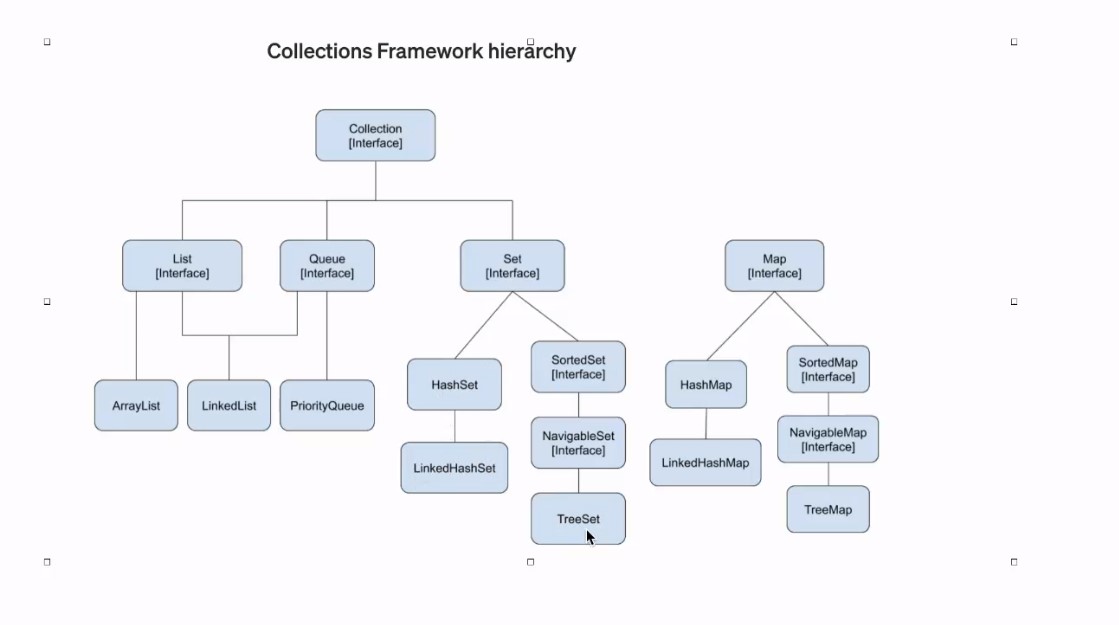 Collections Framework hierarchy
Collection
[Interface]
List
[Interface]
Queue
[Interface]
Set
[Interface]
Map
[Interface]
ArrayList
LinkedList
PriorityQueue
HashSet
LinkedHashSet
SortedSet
[Interface]
NavigableSet
[Interface]
TreeSet
HashMap
LinkedHashMap
SortedMap
[Interface]
NavigableMap
[Interface]
TreeMap